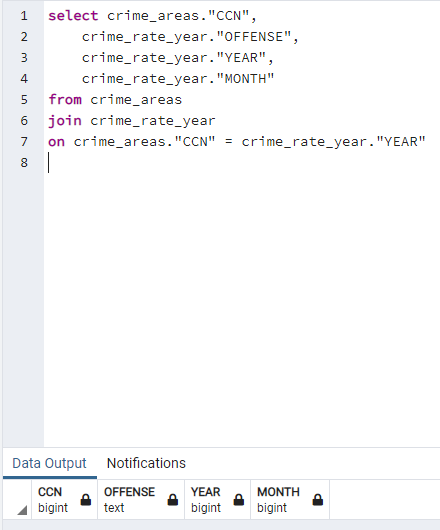 1 select crime_areas."CCN",
2 crime_rate_year."OFFENSE",
3 crime_rate_year."YEAR",
4 crime_rate_year."MONTH"
5 from crime_areas
6 join crime_rate_year
7 on crime_areas."CCN" = crime_rate_year."YEAR"
8
Data Output Notifications
CCN OFFENSE YEAR MONTH
bigint text bigint bigint